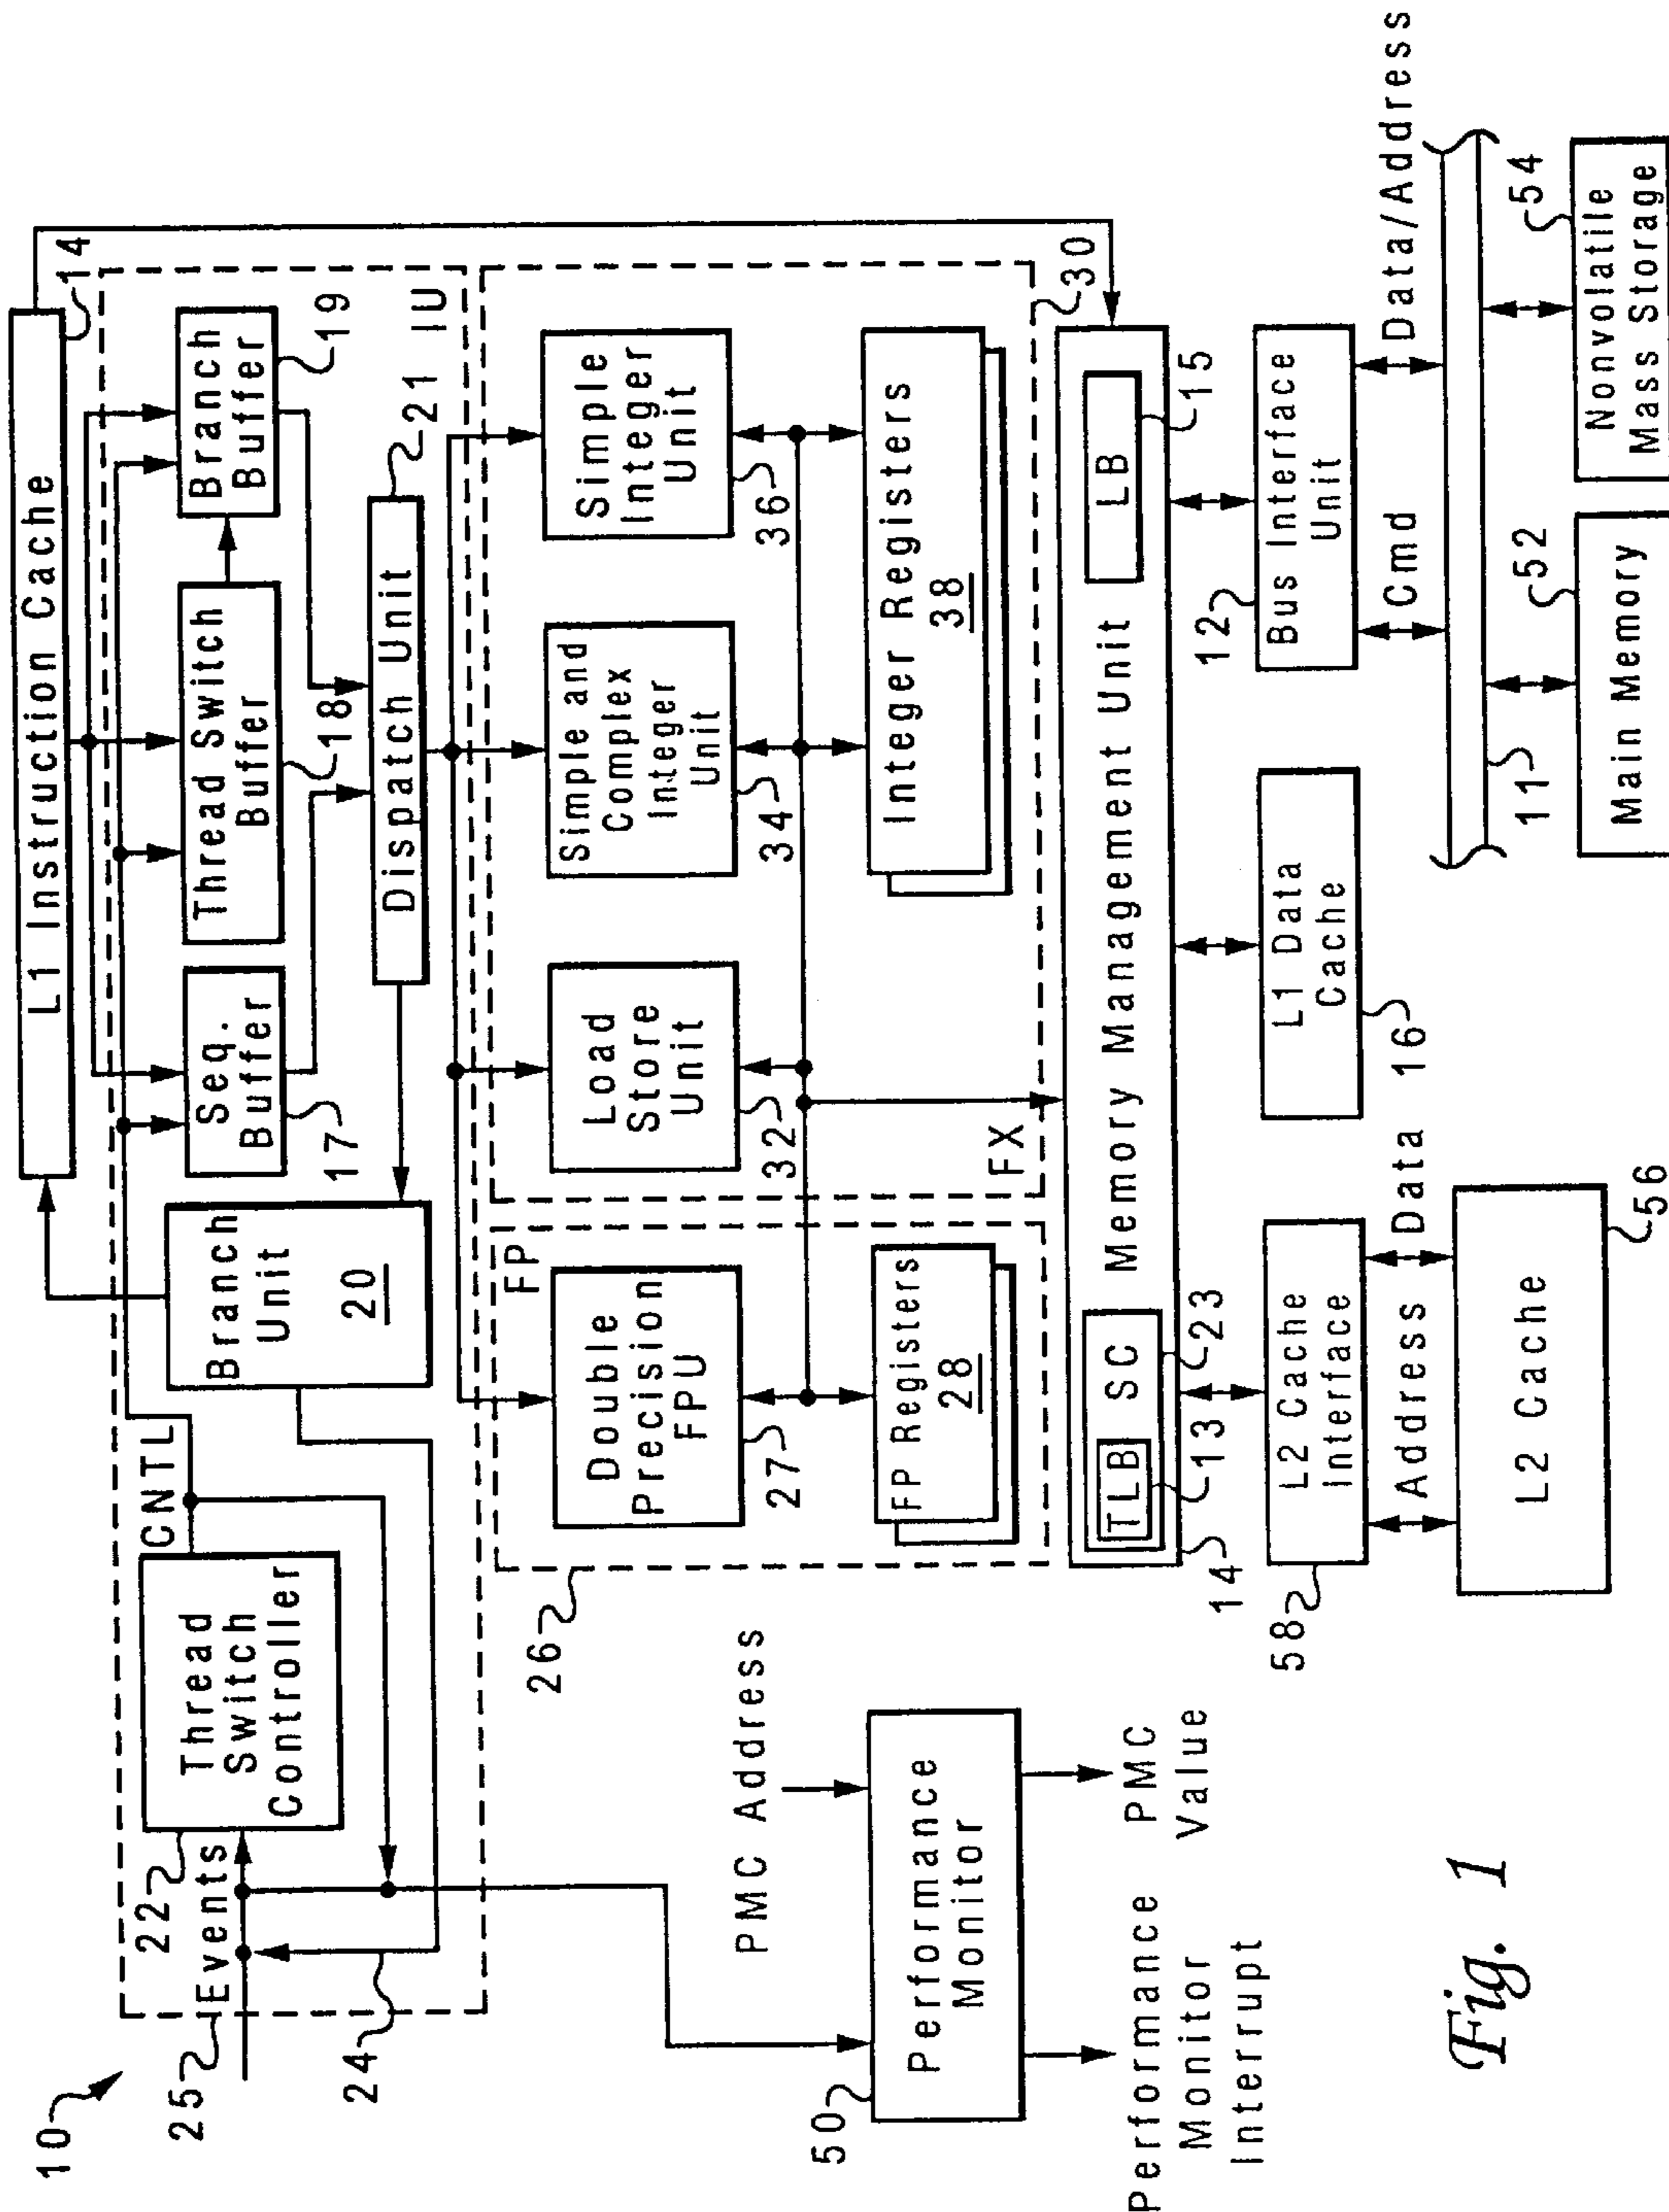 10
25
Events
24
22
Thread
Switch
Controller
CNTL
Branch
Unit
20
L1 Instruction Cache
14
Seq.
Buffer
17
Thread Switch
Buffer
18
Branch
Buffer
19
Dispatch Unit
21
IU
26
FP
Double
Precision
FPU
27
FP Registers
28
Load
Store
Unit
32
FX
Simple and
Complex
Integer
Unit
34
Simple
Integer
Unit
36
Integer Registers
38
30
PMC Address
50
Performance
Monitor
Performance
Monitor
Interrupt
PMC
Value
14
TLB
SC
13
23
Memory Management Unit
LB
15
58
L2 Cache
Interface
Address
Data
L2 Cache
56
L1 Data
Cache
16
12
Bus Interface
Unit
Cmd
Data/Address
11
Main Memory
52
Nonvolatile
Mass Storage
54
Fig. 1